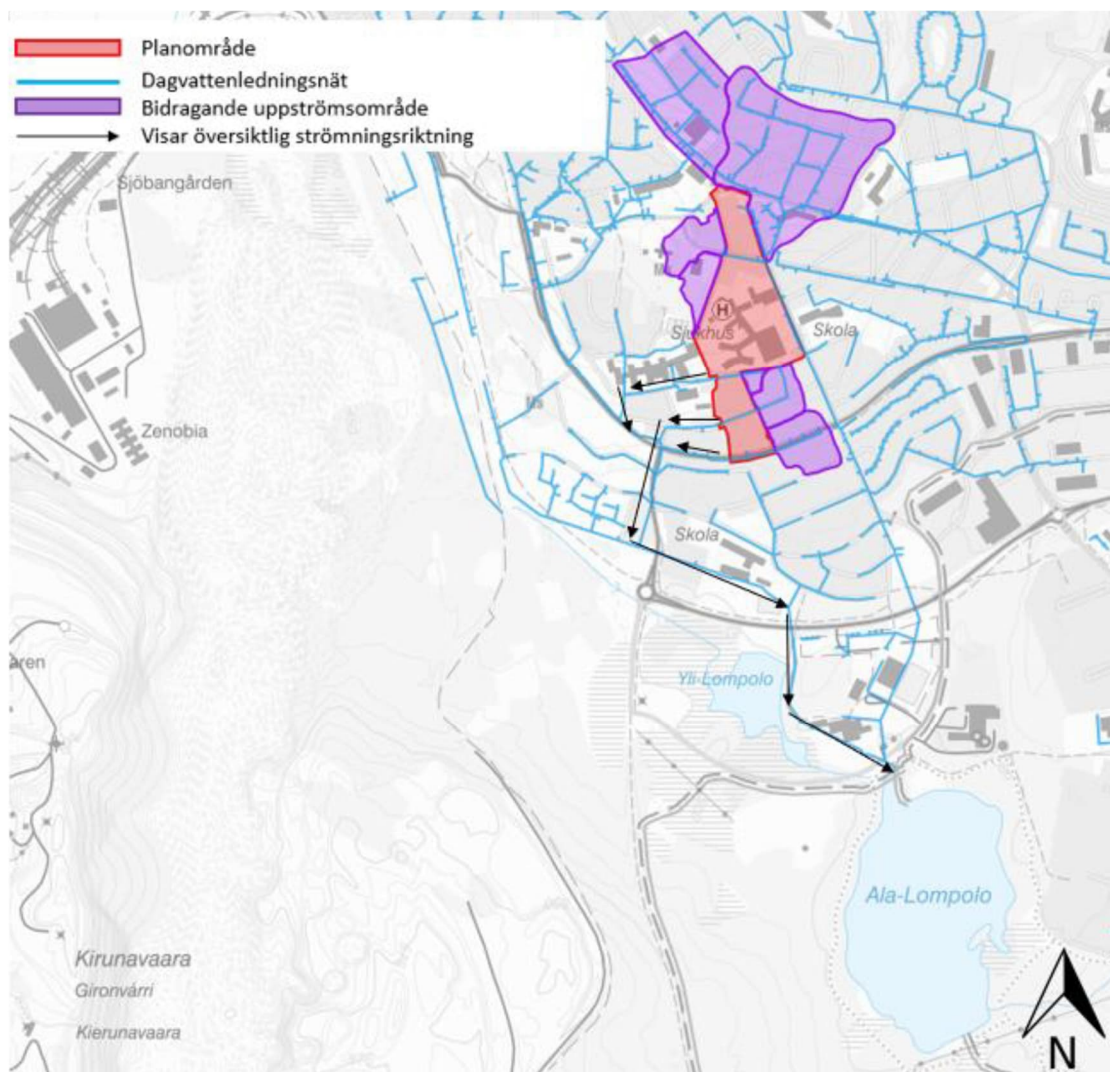 Planområde
Dagvattenledningsnät
Bidragande uppströmsområde
Visar översiktlig strömningsriktning
Sjöbangården
H
Sjukhus
Skola
Zenobia
Skola
Yli-Lompolo
aren
Ala-Lompolo
Kirunavaara
Gironvárri
Kierunavaara
N